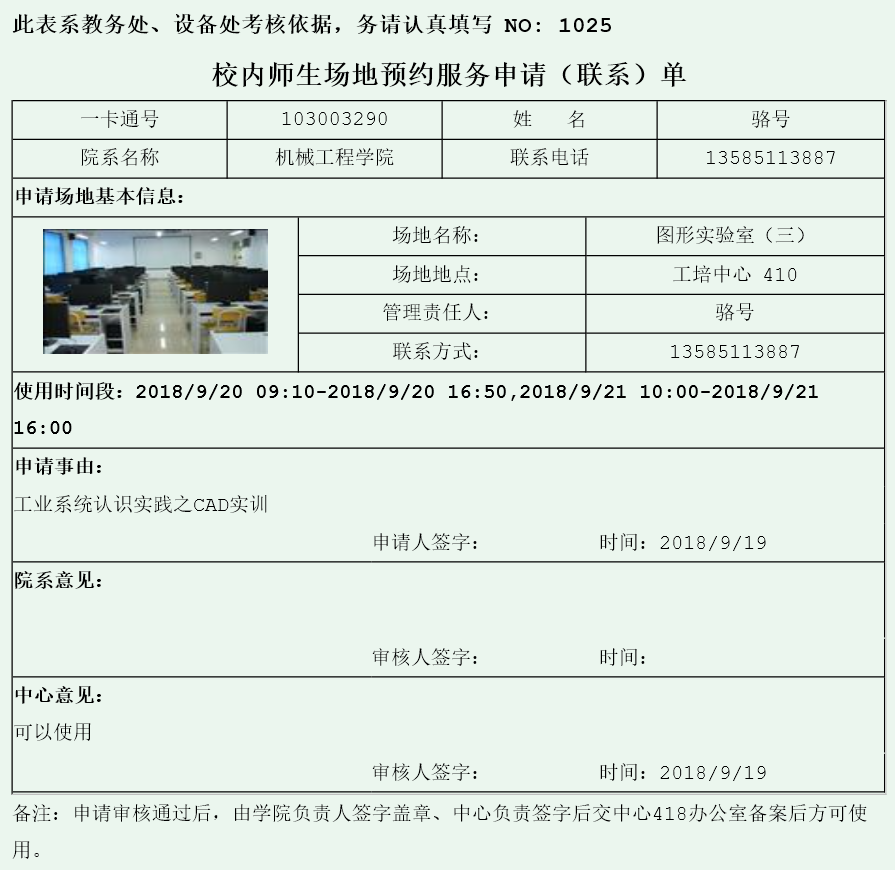 此表系教务处、设备处考核依据，务请认真填写 NO: 1025
校内师生场地预约服务申请（联系）单
一卡通号 103003290 姓 名 骆号
院系名称 机械工程学院 联系电话 13585113887
申请场地基本信息：
场地名称： 图形实验室（三）
场地地点： 工培中心 410
管理责任人： 骆号
联系方式： 13585113887
使用时间段：2018/9/20 09:10-2018/9/20 16:50,2018/9/21 10:00-2018/9/21
16:00
申请事由：
工业系统认识实践之CAD实训
申请人签字： 时间：2018/9/19
院系意见：
审核人签字： 时间：
中心意见：
可以使用
审核人签字： 时间：2018/9/19
备注：申请审核通过后，由学院负责人签字盖章、中心负责签字后交中心418办公室备案后方可使
用。